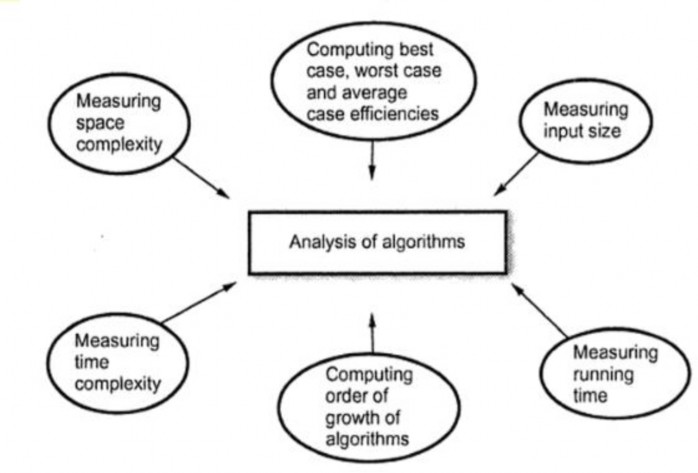 Computing best
case, worst case
and average
case efficiencies
Measuring
space
complexity
Measuring
input size
Analysis of algorithms
Measuring
time
complexity
Computing
order of
growth of
algorithms
Measuring
running
time